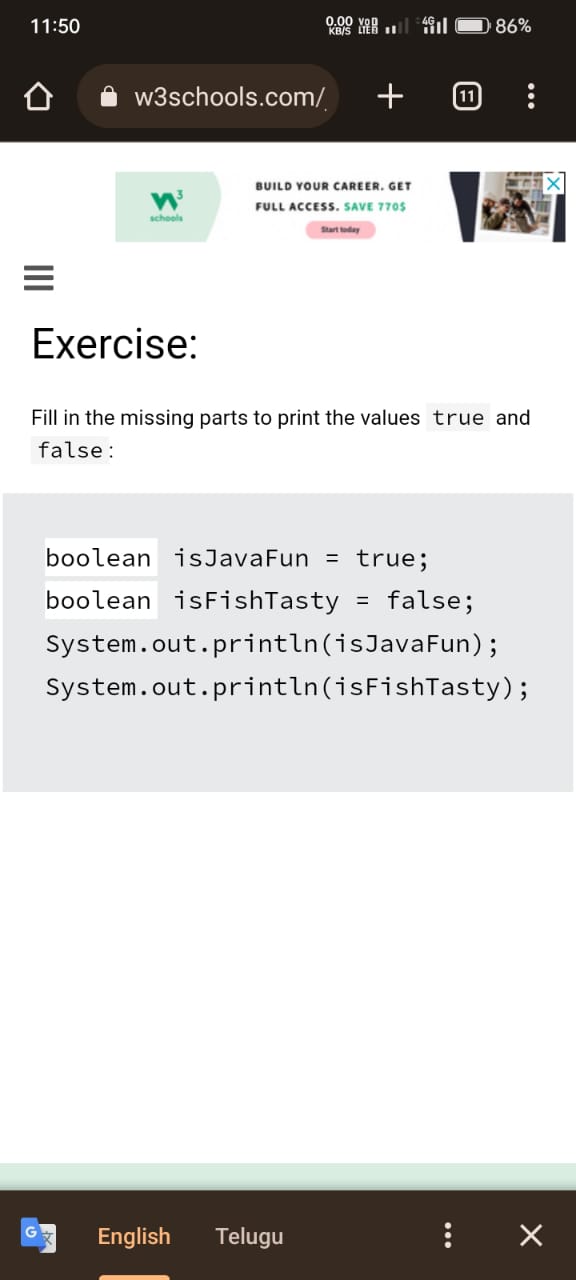 11:50
0.00 KB/S
VoD LTE
4G
86%
w3schools.com/
11
W3 schools
BUILD YOUR CAREER. GET
FULL ACCESS. SAVE 770$
Start today
Exercise:
Fill in the missing parts to print the values true and
false:
boolean isJavaFun = true;
boolean isFishTasty = false;
System.out.println(isJavaFun);
System.out.println(isFishTasty);
G 文
English
Telugu